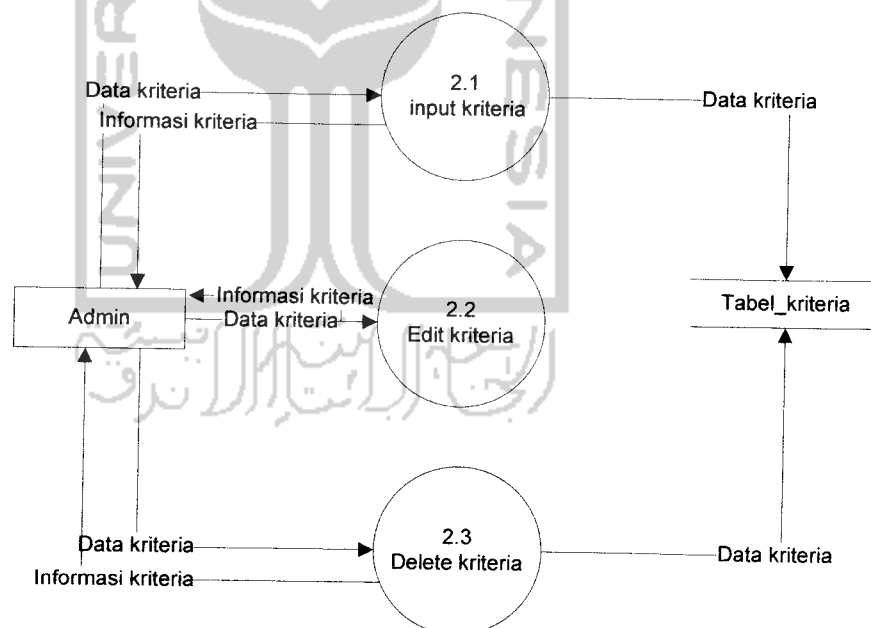 2.1
input kriteria
Data kriteria
Informasi kriteria
Data kriteria
Admin
Informasi kriteria
Data kriteria
2.2
Edit kriteria
Tabel_kriteria
2.3
Delete kriteria
Data kriteria
Informasi kriteria
Data kriteria